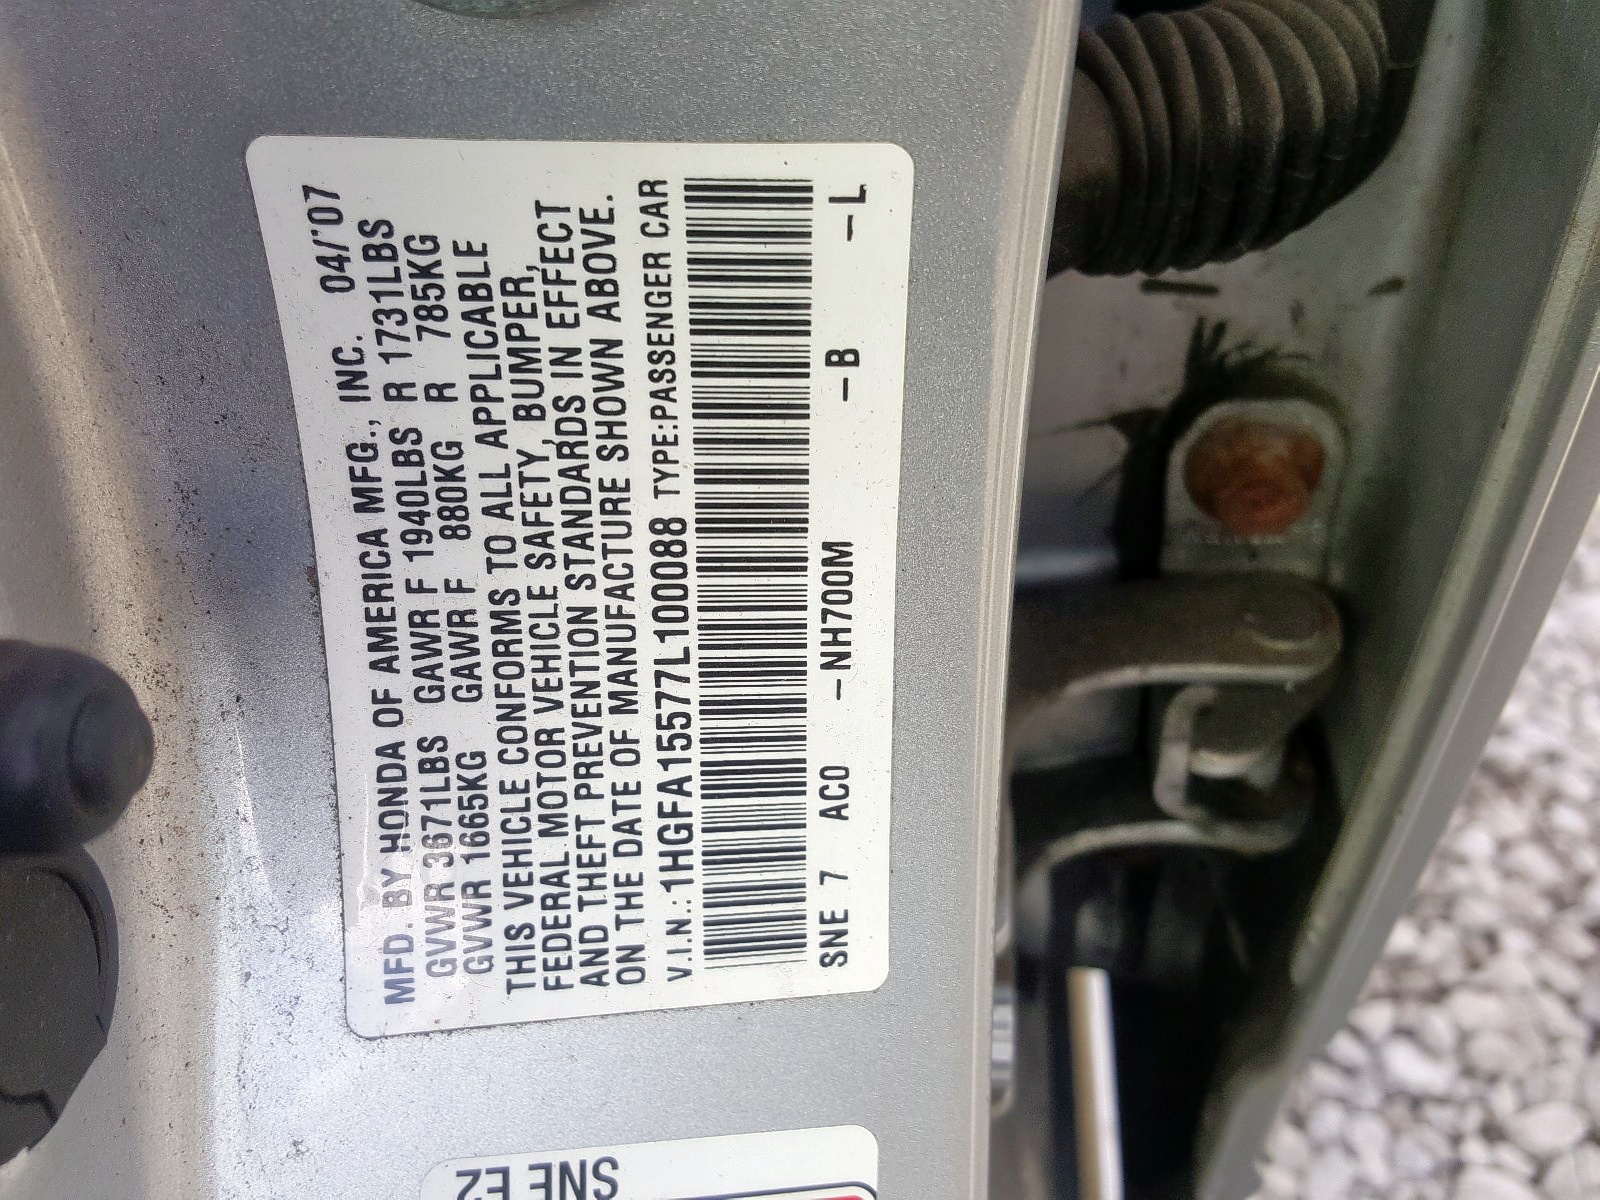 MFD. BY HONDA OF AMERICA MFG., INC. 04/'07
GVWR 3671LBS GAWR F 1940LBS R 1731LBS
GVWR 1665KG GAWR F 880KG R 785KG
THIS VEHICLE CONFORMS TO ALL APPLICABLE
FEDERAL MOTOR VEHICLE SAFETY, BUMPER,
AND THEFT PREVENTION STANDARDS IN EFFECT
ON THE DATE OF MANUFACTURE SHOWN ABOVE.
V.I.N.: 1HGFA15577L100088 TYPE:PASSENGER CAR
SNE 7 AC0 –NH700M –B –L
SNE E2